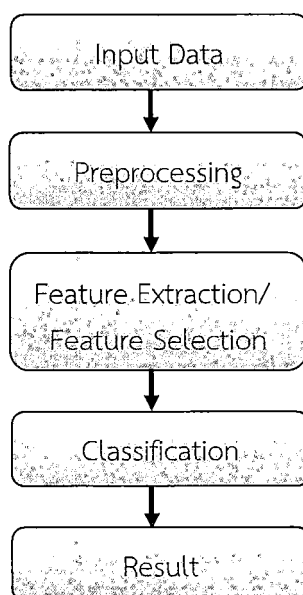 Input Data
Preprocessing
Feature Extraction/
Feature Selection
Classification
Result